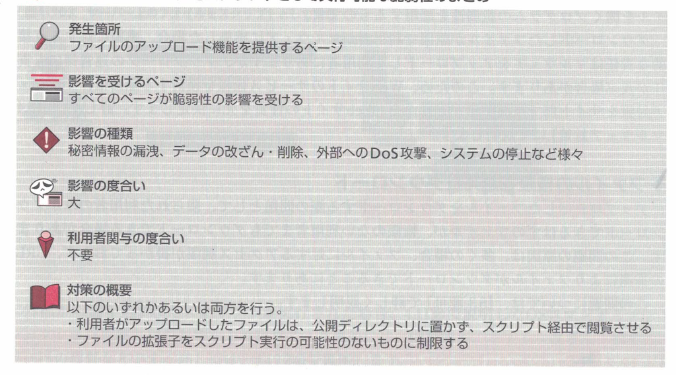 発生箇所
ファイルのアップロード機能を提供するページ
影響を受けるページ
すべてのページが脆弱性の影響を受ける
影響の種類
秘密情報の漏洩、データの改ざん・削除、外部へのDoS攻撃、システムの停止など様々
影響の度合い
大
利用者関与の度合い
不要
対策の概要
以下のいずれかあるいは両方を行う。
・利用者がアップロードしたファイルは、公開ディレクトリに置かず、スクリプト経由で閲覧させる
・ファイルの拡張子をスクリプト実行の可能性のないものに制限する